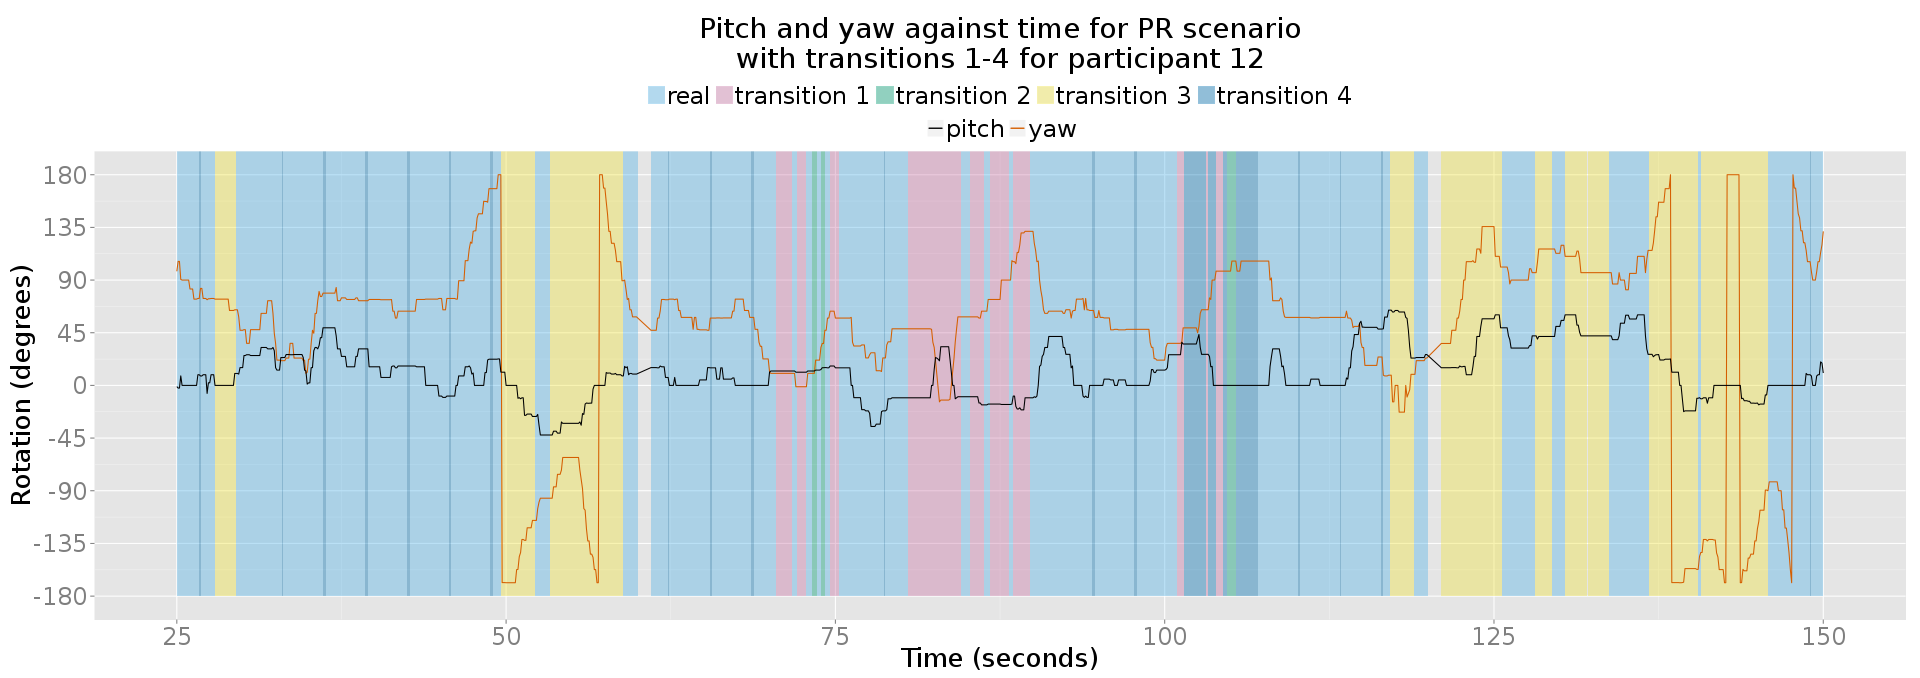 Pitch and yaw against time for PR scenario
with transitions 1-4 for participant 12
real transition 1 transition 2 transition 3 transition 4
pitch yaw
Rotation (degrees)
180
135
90
45
0
-45
-90
-135
-180
25 50 75 100 125 150
Time (seconds)